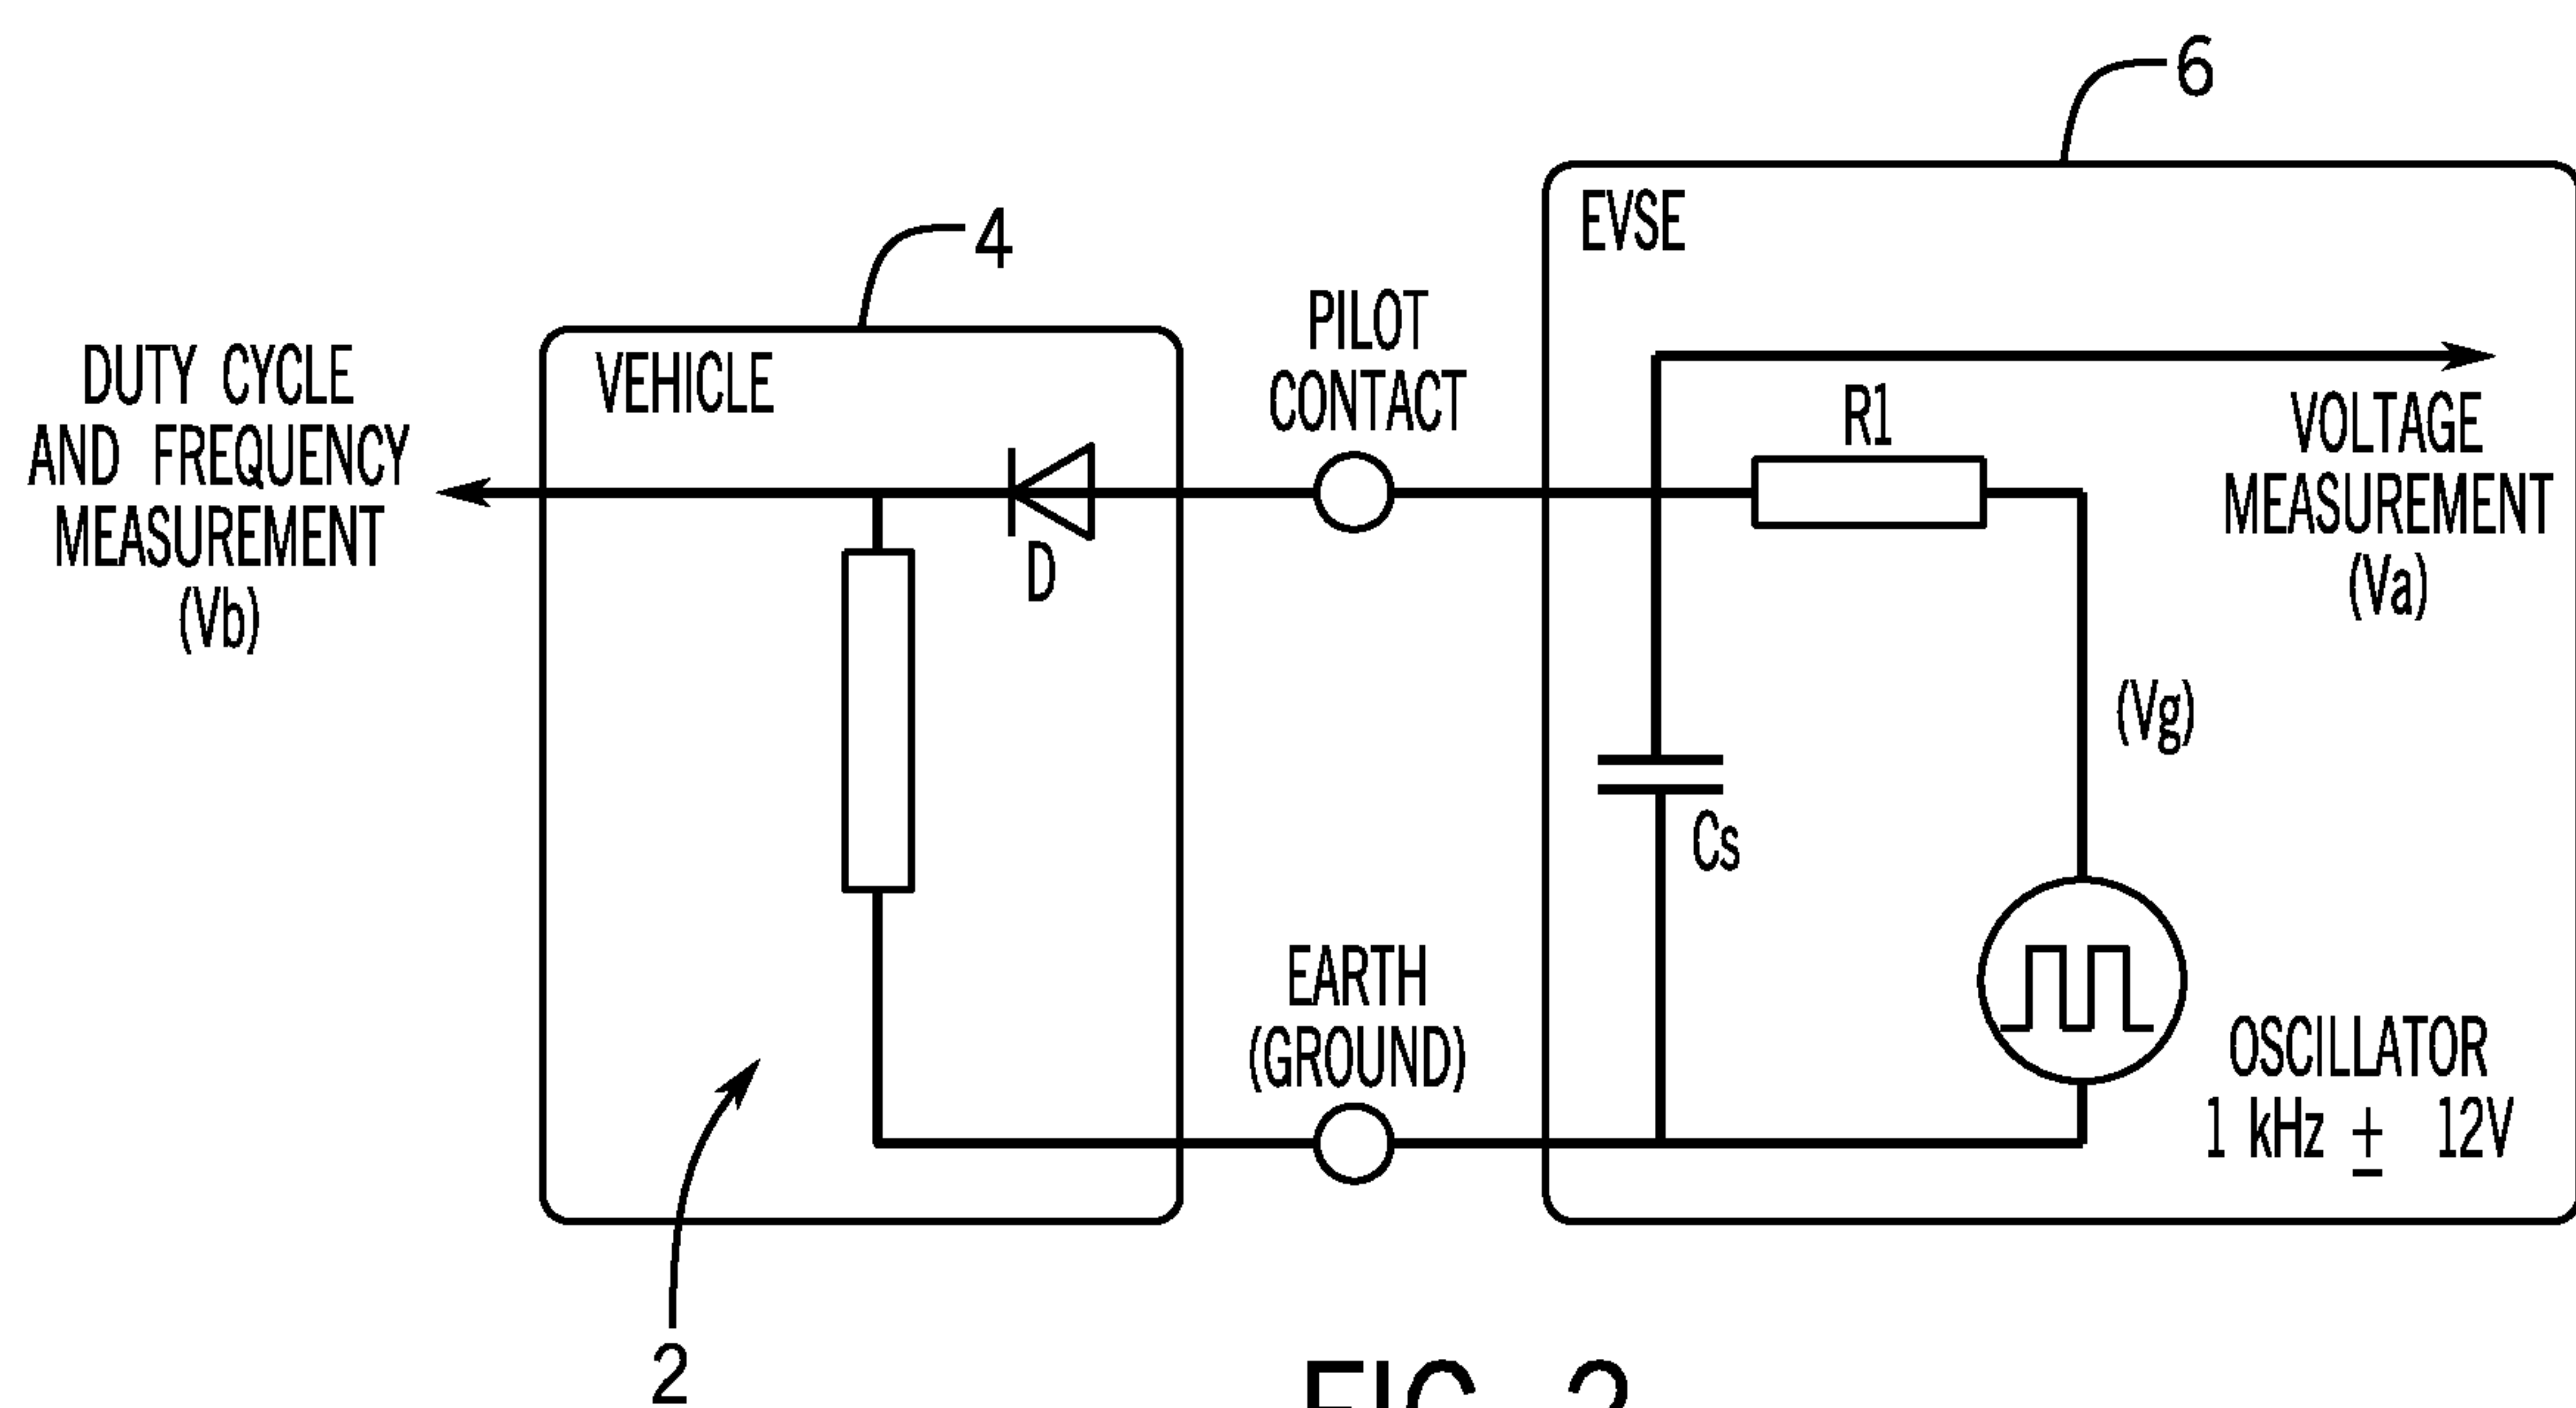 6
4
EVSE
VEHICLE
PILOT
CONTACT
DUTY CYCLE
AND FREQUENCY
MEASUREMENT
(Vb)
D
R1
VOLTAGE
MEASUREMENT
(Va)
(Vg)
Cs
EARTH
(GROUND)
OSCILLATOR
1 kHz ± 12V
2